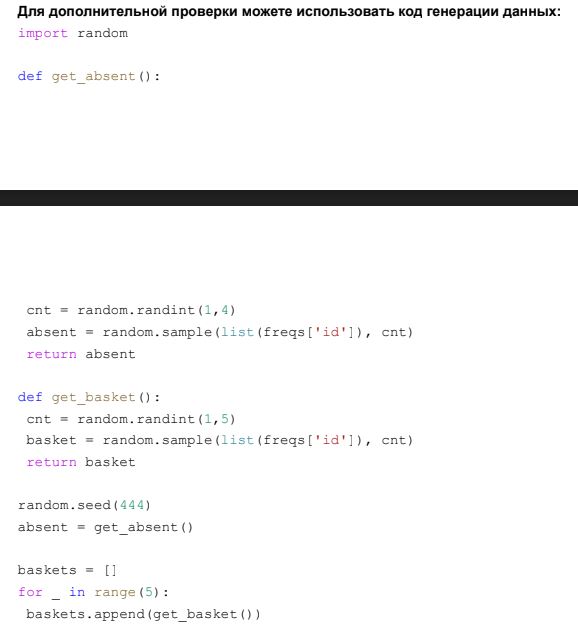 Для дополнительной проверки можете использовать код генерации данных:
import random
def get_absent():
cnt = random.randint(1,4)
absent = random.sample(list(freqs['id']), cnt)
return absent
def get_basket():
cnt = random.randint(1,5)
basket = random.sample(list(freqs['id']), cnt)
return basket
random.seed(444)
absent = get_absent()
baskets = []
for _ in range(5):
baskets.append(get_basket())